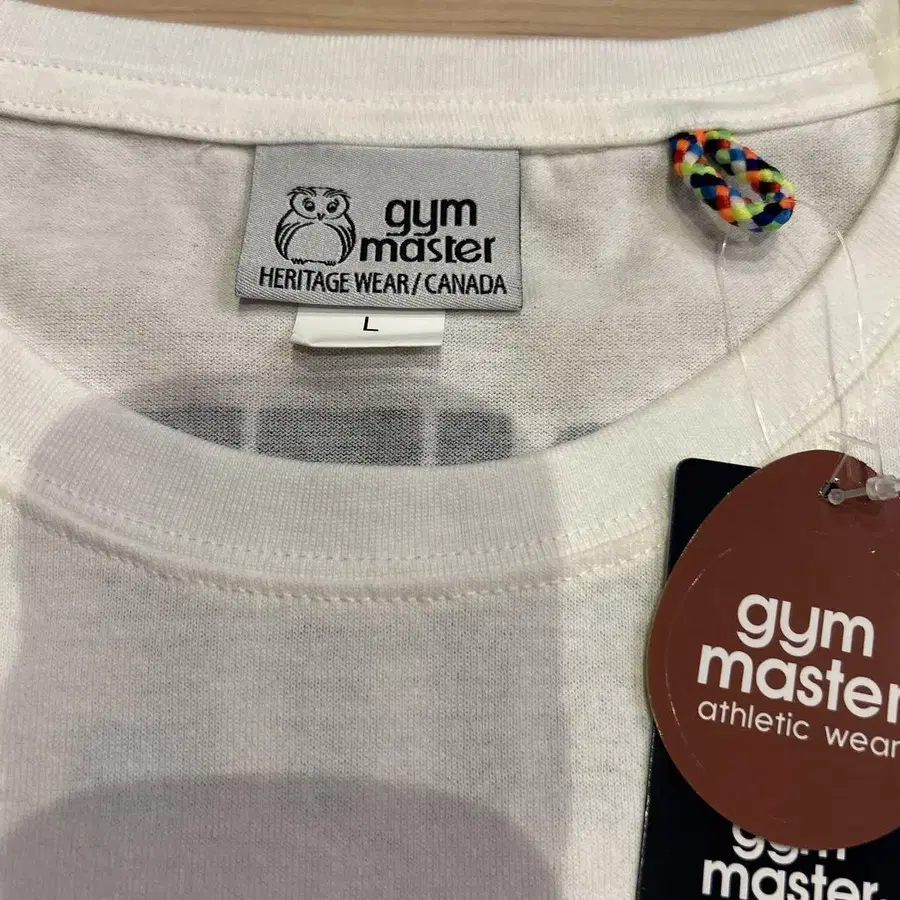 gym
master
HERITAGE WEAR/CANADA
L
gym
master
athletic wear
gym
master.